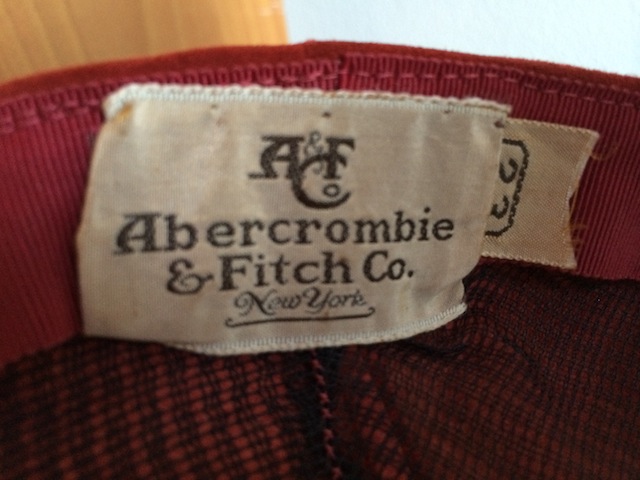 A&F
Co
Abercrombie
& Fitch Co.
New York